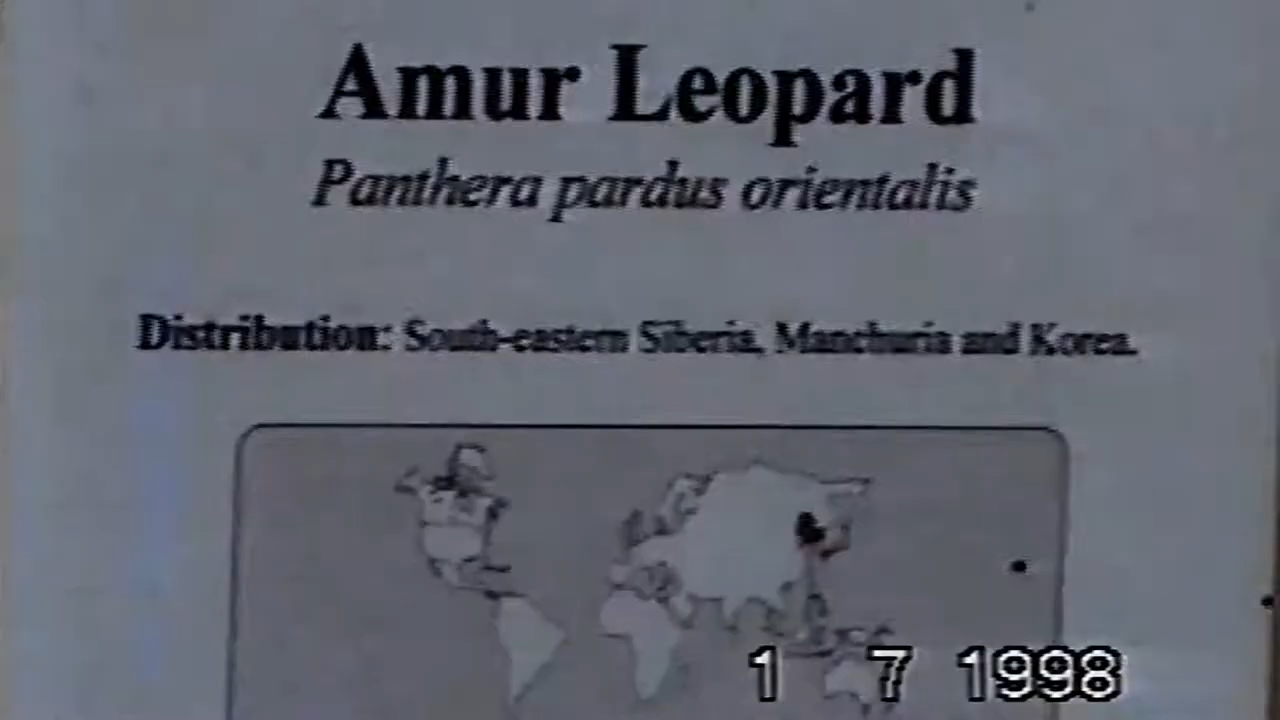 Amur Leopard
Panthera pardus orientalis
Distribution: South-eastern Siberia, Manchuria and Korea.
1 7 1998